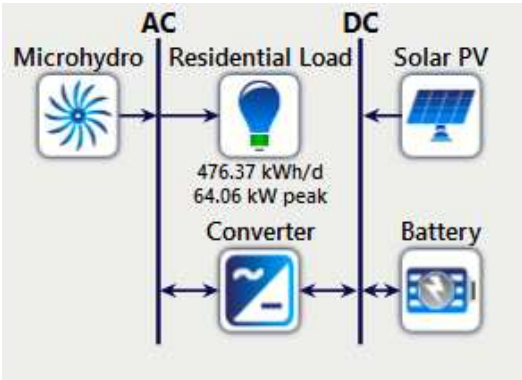 AC DC
Microhydro Residential Load Solar PV
476.37 kWh/d
64.06 kW peak
Converter Battery